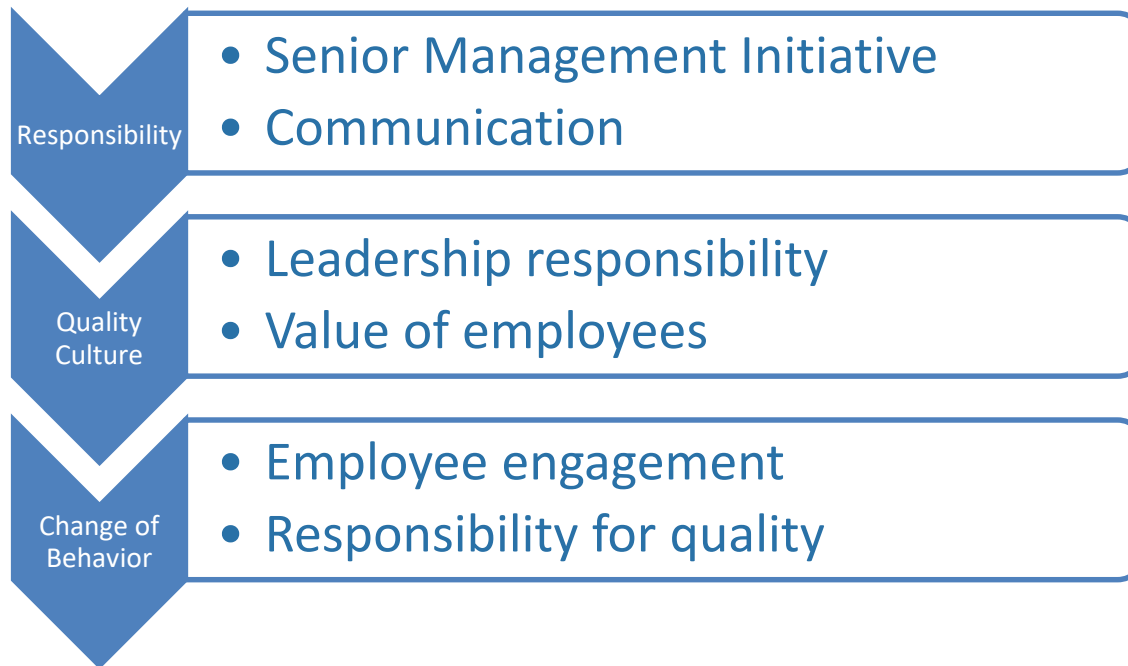 Responsibility
• Senior Management Initiative
• Communication
Quality
Culture
• Leadership responsibility
• Value of employees
Change of
Behavior
• Employee engagement
• Responsibility for quality